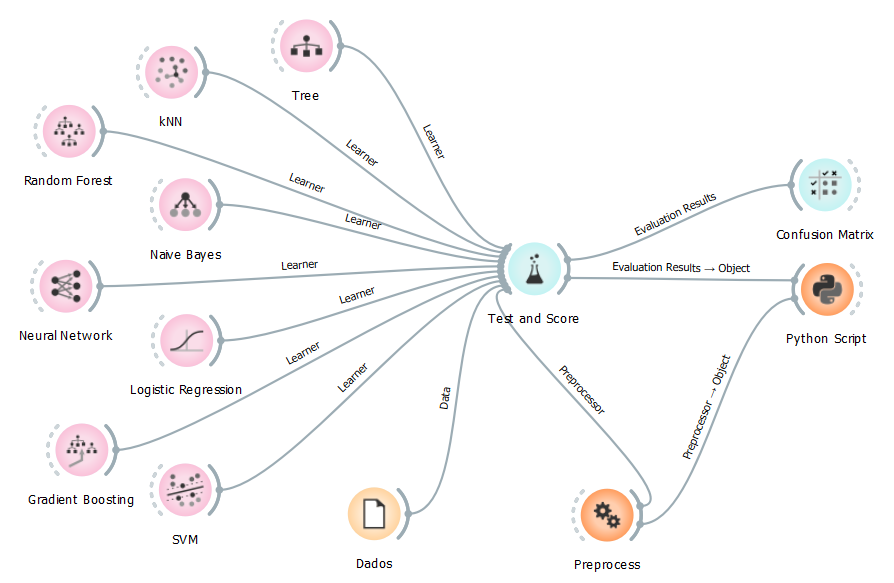 Tree
kNN
Learner
Learner
Random Forest
Learner
Evaluation Results
Confusion Matrix
Naive Bayes
Learner
Learner
Evaluation Results → Object
Neural Network
Learner
Test and Score
Python Script
Logistic Regression
Learner
Learner
Data
Preprocessor
Preprocessor → Object
Gradient Boosting
SVM
Dados
Preprocess